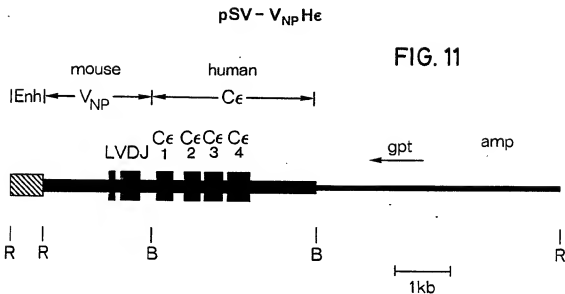 pSV – V_NP Hε
FIG. 11
mouse human
|Enh| V_NP Cε
LVDJ Cε 1 Cε 2 Cε 3 Cε 4 gpt amp
R R B B R
1kb